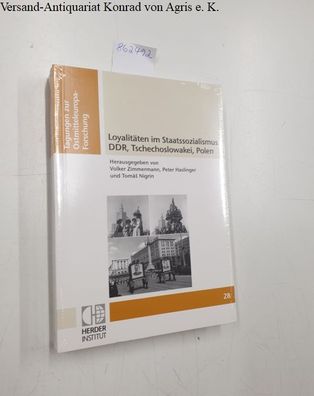 Versand-Antiquariat Konrad von Agris e. K.
862492
Tagungen zur
Ostmitteleuropa-
Forschung
Loyalitäten im Staatssozialismus
DDR, Tschechoslowakei, Polen
Herausgegeben von
Volker Zimmermann, Peter Haslinger
und Tomáš Nigrin
HERDER
INSTITUT
28